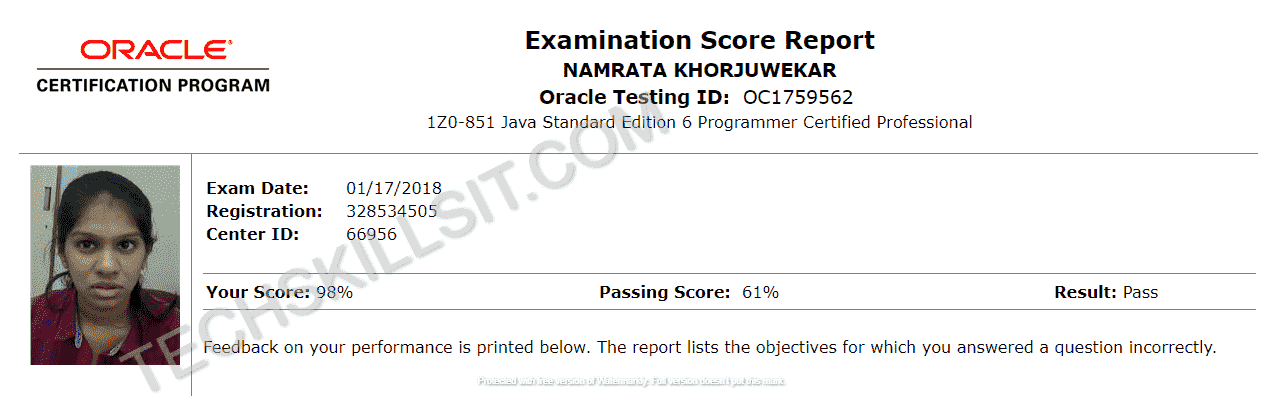 ORACLE
CERTIFICATION PROGRAM
Examination Score Report
NAMRATA KHORJUWEKAR
Oracle Testing ID: OC1759562
1Z0-851 Java Standard Edition 6 Programmer Certified Professional
Exam Date: 01/17/2018
Registration: 328534505
Center ID: 66956
Your Score: 98% Passing Score: 61% Result: Pass
Feedback on your performance is printed below. The report lists the objectives for which you answered a question incorrectly.
TECHSKILLSIT.COM
Protected with free version of Watermarkly. Full version doesn't put this mark.